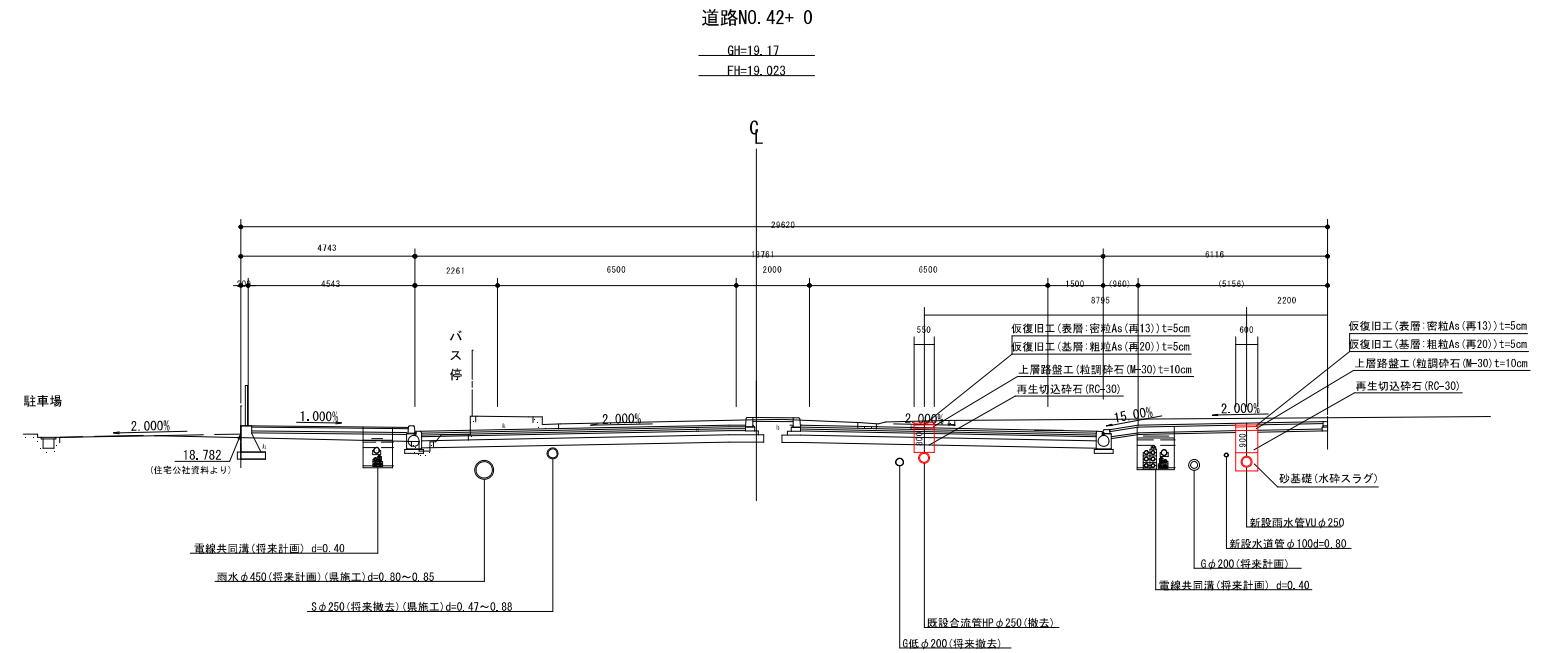 道路NO.42+ 0
GH=19.17
FH=19.023
CL
29620
4743
18761
6116
2261
6500
2000
6500
200
4543
1500
(960)
(5156)
8795
2200
550
600
バス停
仮復旧工(表層:密粒As(再13))t=5cm
仮復旧工(基層:粗粒As(再20))t=5cm
上層路盤工(粒調砕石(M-30)t=10cm
再生切込砕石(RC-30)
仮復旧工(表層:密粒As(再13))t=5cm
仮復旧工(基層:粗粒As(再20))t=5cm
上層路盤工(粒調砕石(M-30)t=10cm
再生切込砕石(RC-30)
駐車場
2.000%
1.000%
2.000%
2.000%
15.00%
2.000%
800
900
18.782
(住宅公社資料より)
砂基礎(水砕スラグ)
新設雨水管VUφ250
新設水道管φ100d=0.80
Gφ200(将来計画)
電線共同溝(将来計画) d=0.40
電線共同溝(将来計画) d=0.40
雨水φ450(将来計画)(県施工)d=0.80~0.85
Sφ250(将来撤去)(県施工)d=0.47~0.88
既設合流管HPφ250(撤去)
G低φ200(将来撤去)